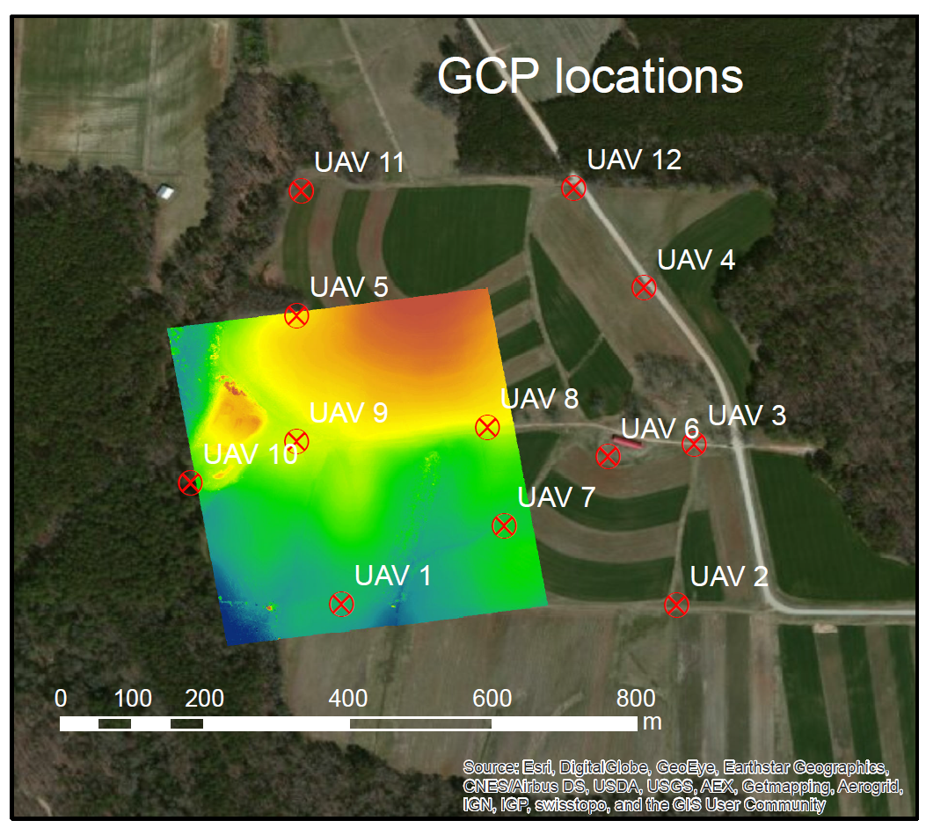 GCP locations
UAV 11
UAV 12
UAV 4
UAV 5
UAV 8
UAV 9
UAV 3
UAV 6
UAV 10
UAV 7
UAV 1
UAV 2
0 100 200 400 600 800
m
Source: Esri, DigitalGlobe, GeoEye, Earthstar Geographics,
CNES/Airbus DS, USDA, USGS, AEX, Getmapping, Aerogrid,
IGN, IGP, swisstopo, and the GIS User Community